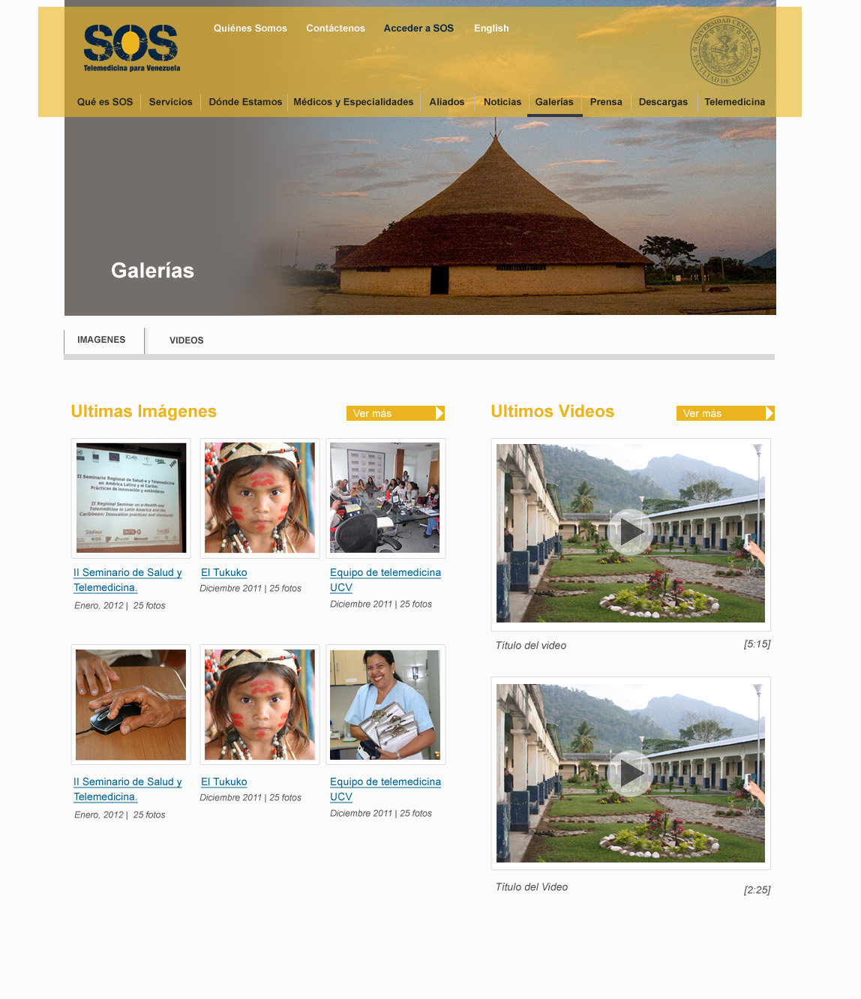 SOS
Telemedicina para Venezuela
Quiénes Somos Contáctenos Acceder a SOS English
UNIVERSIDAD CENTRAL
FACULTAD DE MEDICINA
Qué es SOS Servicios Dónde Estamos Médicos y Especialidades Aliados Noticias Galerías Prensa Descargas Telemedicina
Galerías
IMAGENES VIDEOS
Ultimas Imágenes Ver más
II Seminario Regional de Salud-e y Telemedicina
en América Latina y el Caribe:
Prácticas de innovación y estándares
II Regional Seminar on e-Health and
Telemedicine in Latin America and the
Caribbean: Innovation practices and standards
II Seminario de Salud y
Telemedicina.
Enero, 2012 | 25 fotos
El Tukuko
Diciembre 2011 | 25 fotos
Equipo de telemedicina
UCV
Diciembre 2011 | 25 fotos
II Seminario de Salud y
Telemedicina.
Enero, 2012 | 25 fotos
El Tukuko
Diciembre 2011 | 25 fotos
Equipo de telemedicina
UCV
Diciembre 2011 | 25 fotos
Ultimos Videos Ver más
Título del video [5:15]
Título del Video [2:25]